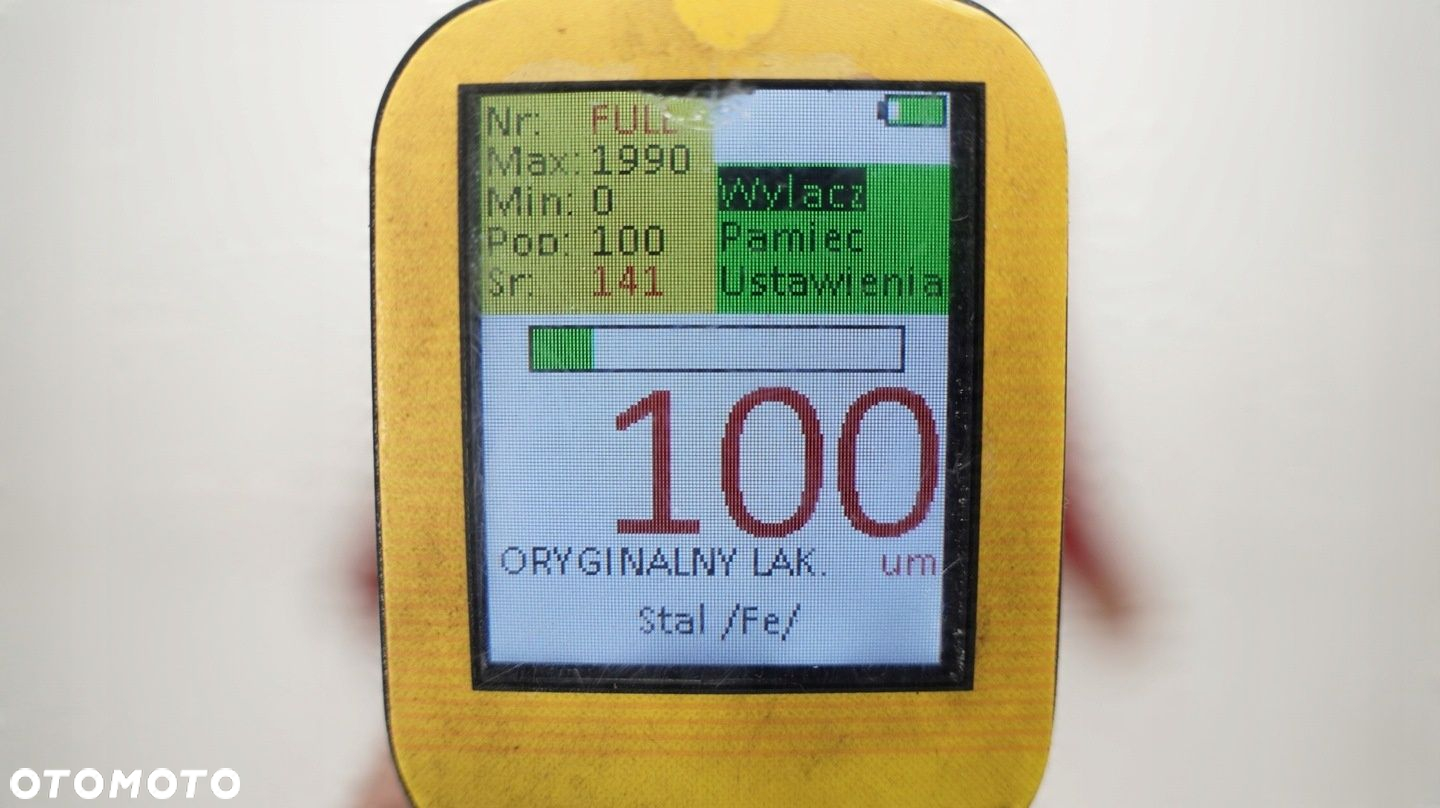 Nr: FULL
Max: 1990
Min: 0
Pop: 100
Sr: 141
Wylacz
Pamiec
Ustawienia
100
ORYGINALNY LAK. um
Stal /Fe/
OTOMOTO